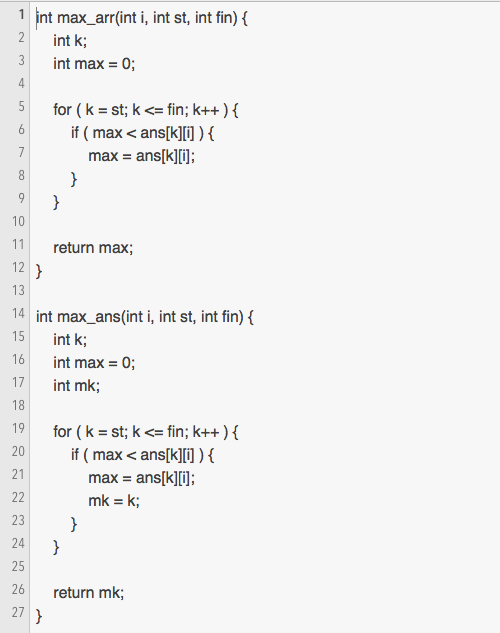 1 int max_arr(int i, int st, int fin) {
2 int k;
3 int max = 0;
4
5 for ( k = st; k <= fin; k++ ) {
6 if ( max < ans[k][i] ) {
7 max = ans[k][i];
8 }
9 }
10
11 return max;
12 }
13
14 int max_ans(int i, int st, int fin) {
15 int k;
16 int max = 0;
17 int mk;
18
19 for ( k = st; k <= fin; k++ ) {
20 if ( max < ans[k][i] ) {
21 max = ans[k][i];
22 mk = k;
23 }
24 }
25
26 return mk;
27 }